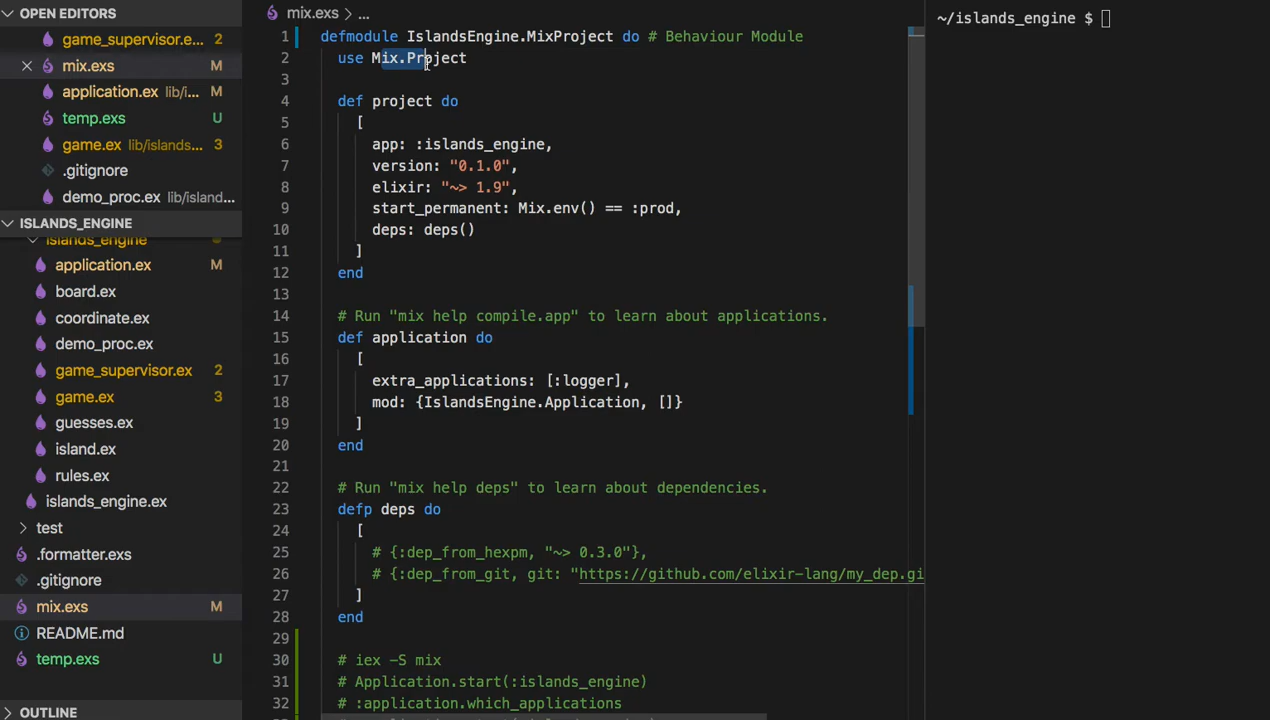 OPEN EDITORS
game_supervisor.e... 2
mix.exs M
application.ex lib/i... M
temp.exs U
game.ex lib/islands... 3
.gitignore
demo_proc.ex lib/island...
ISLANDS_ENGINE
islands_engine
application.ex M
board.ex
coordinate.ex
demo_proc.ex
game_supervisor.ex 2
game.ex 3
guesses.ex
island.ex
rules.ex
islands_engine.ex
test
.formatter.exs
.gitignore
mix.exs M
README.md
temp.exs U
OUTLINE
mix.exs > ...
1 defmodule IslandsEngine.MixProject do # Behaviour Module
2 use Mix.Project
3
4 def project do
5 [
6 app: :islands_engine,
7 version: "0.1.0",
8 elixir: "~> 1.9",
9 start_permanent: Mix.env() == :prod,
10 deps: deps()
11 ]
12 end
13
14 # Run "mix help compile.app" to learn about applications.
15 def application do
16 [
17 extra_applications: [:logger],
18 mod: {IslandsEngine.Application, []}
19 ]
20 end
21
22 # Run "mix help deps" to learn about dependencies.
23 defp deps do
24 [
25 # {:dep_from_hexpm, "~> 0.3.0"},
26 # {:dep_from_git, git: "https://github.com/elixir-lang/my_dep.gi
27 ]
28 end
29
30 # iex -S mix
31 # Application.start(:islands_engine)
32 # :application.which_applications
~/islands_engine $